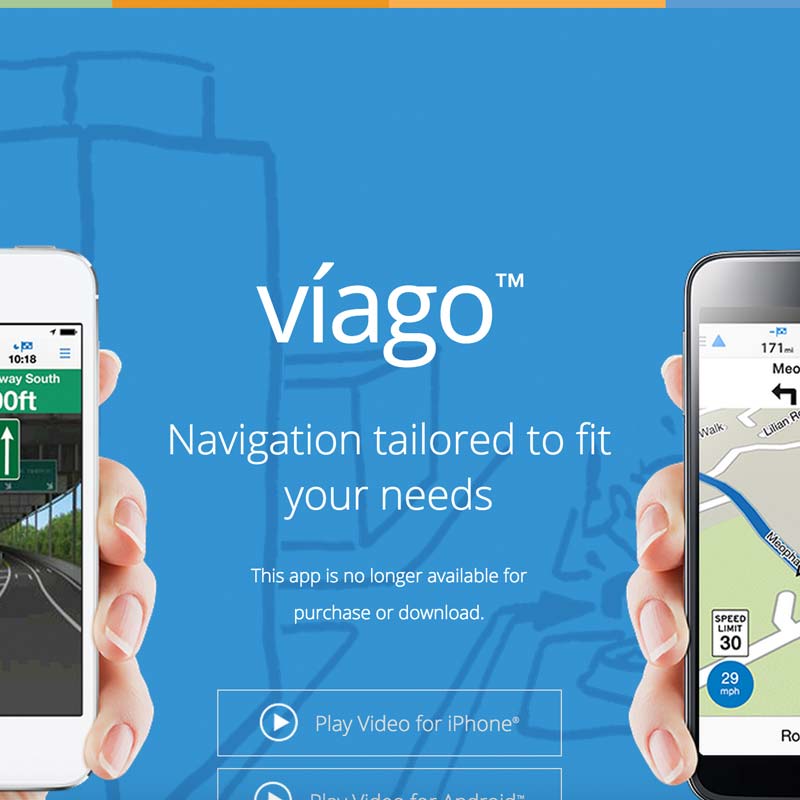 víago™
Navigation tailored to fit
your needs
This app is no longer available for
purchase or download.
Play Video for iPhone®
Play Video for Android™
10:18
way South
00ft
171mi
Meo
Walk
Lilian R
Meopha
SPEED
LIMIT
30
29
mph
Ro